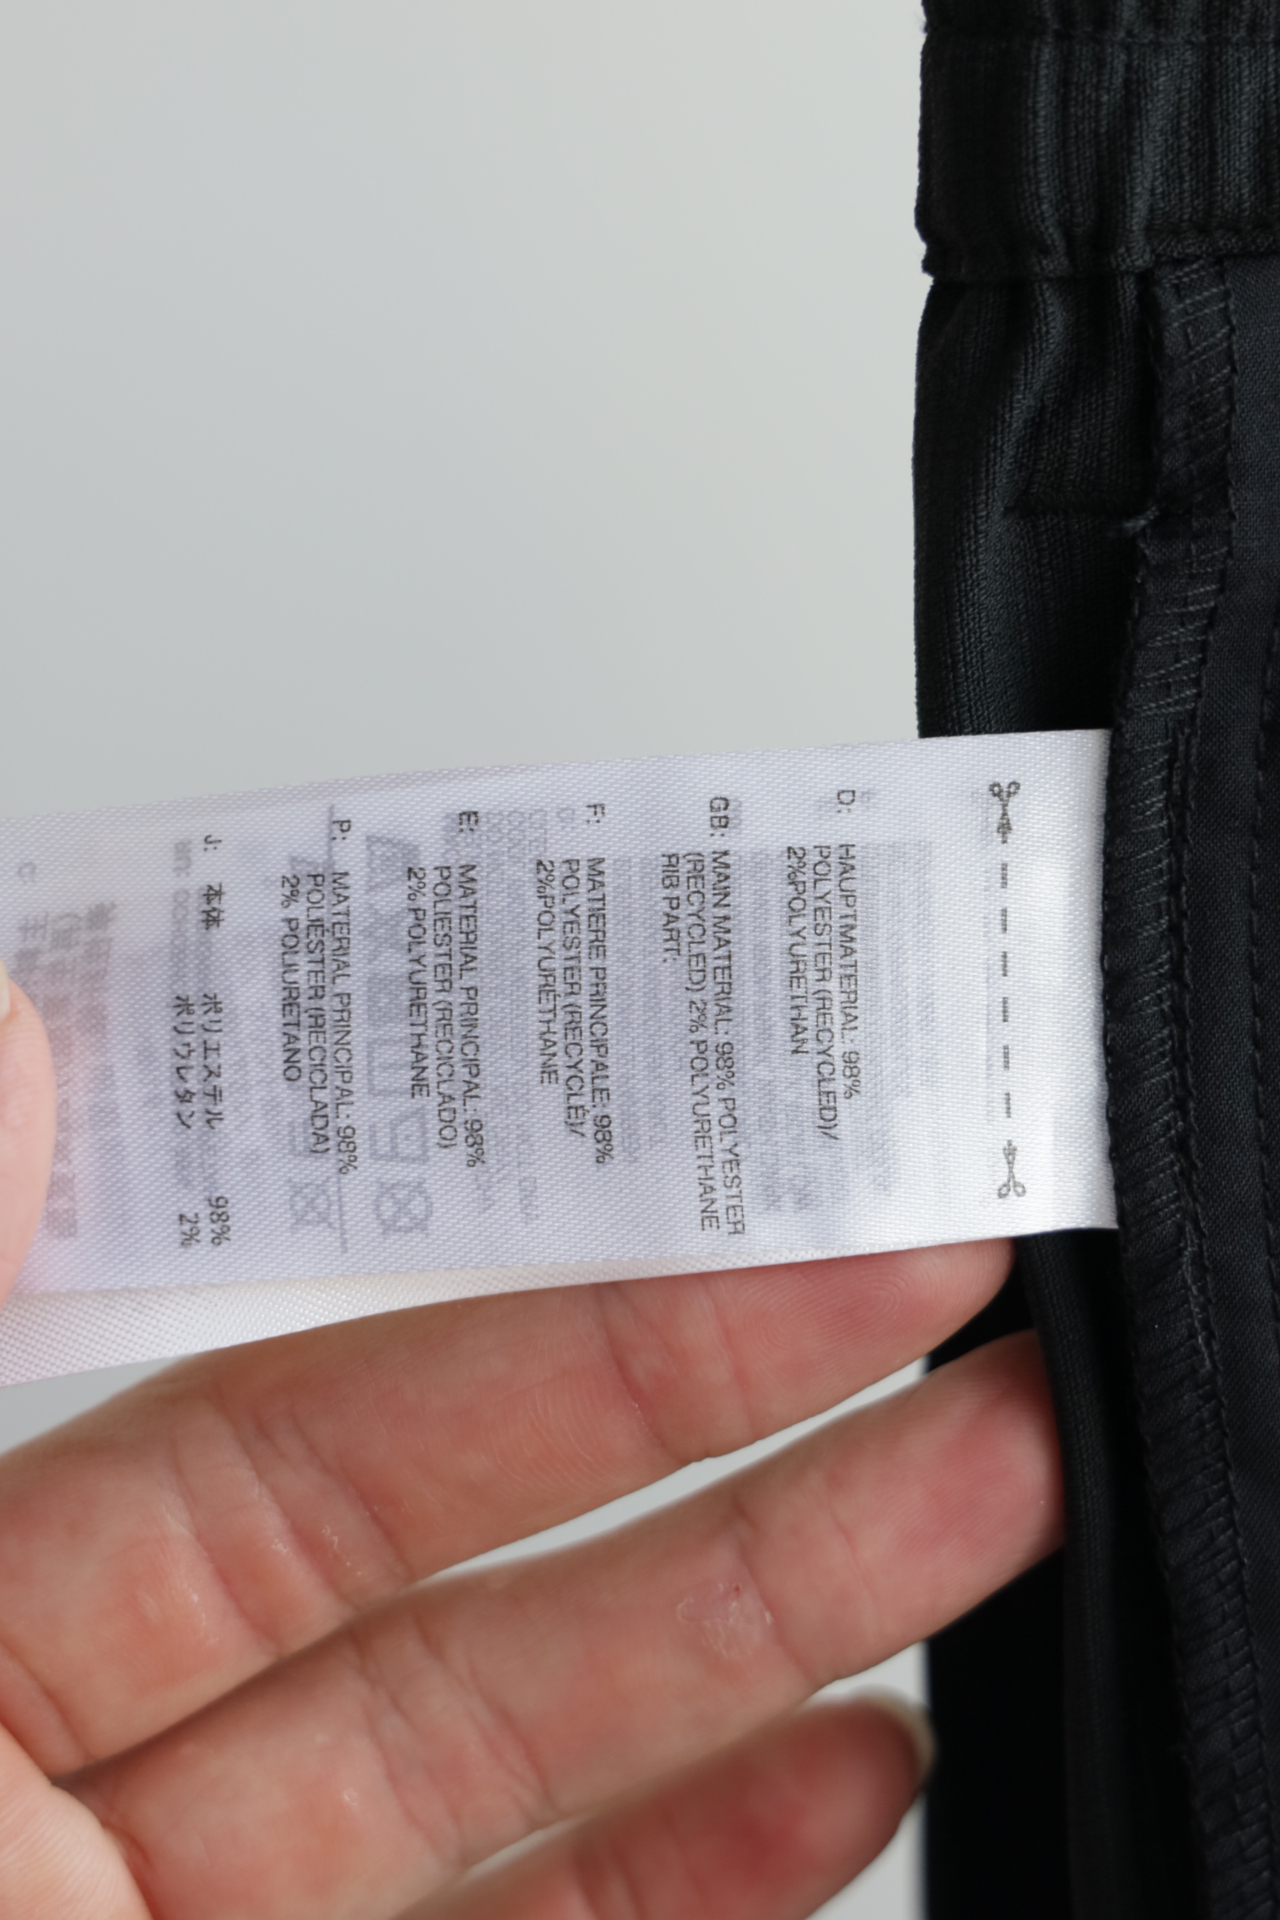 D: HAUPTMATERIAL: 98%
POLYESTER (RECYCLED)/
2%POLYURETHAN
GB: MAIN MATERIAL: 98% POLYESTER
(RECYCLED) 2% POLYURETHANE
RIB PART:
F: MATIERE PRINCIPALE: 98%
POLYESTER (RECYCLÉ)/
2%POLYURÉTHANE
E: MATERIAL PRINCIPAL: 98%
POLIESTER (RECICLADO)
2% POLYURETHANE
P: MATERIAL PRINCIPAL: 98%
POLIÉSTER (RECICLADA)
2% POLIURETANO
J: 本体 ポリエステル 98%
ポリウレタン 2%